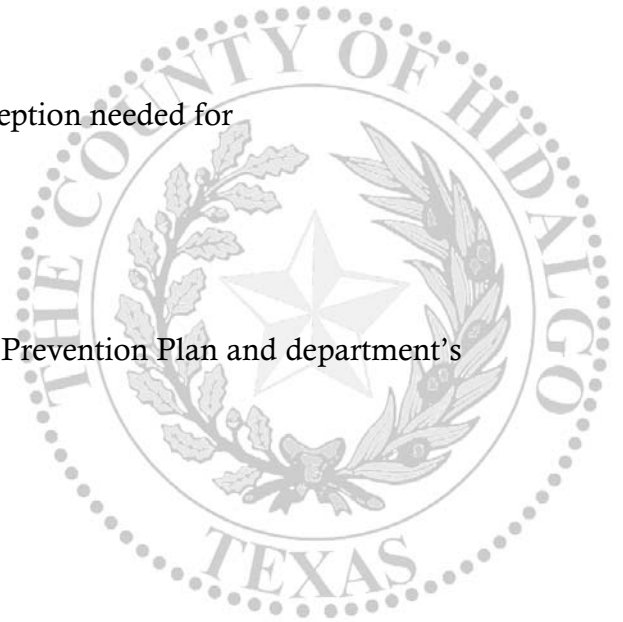 eption needed for
Prevention Plan and department's
THE COUNTY OF HIDALGO
TEXAS